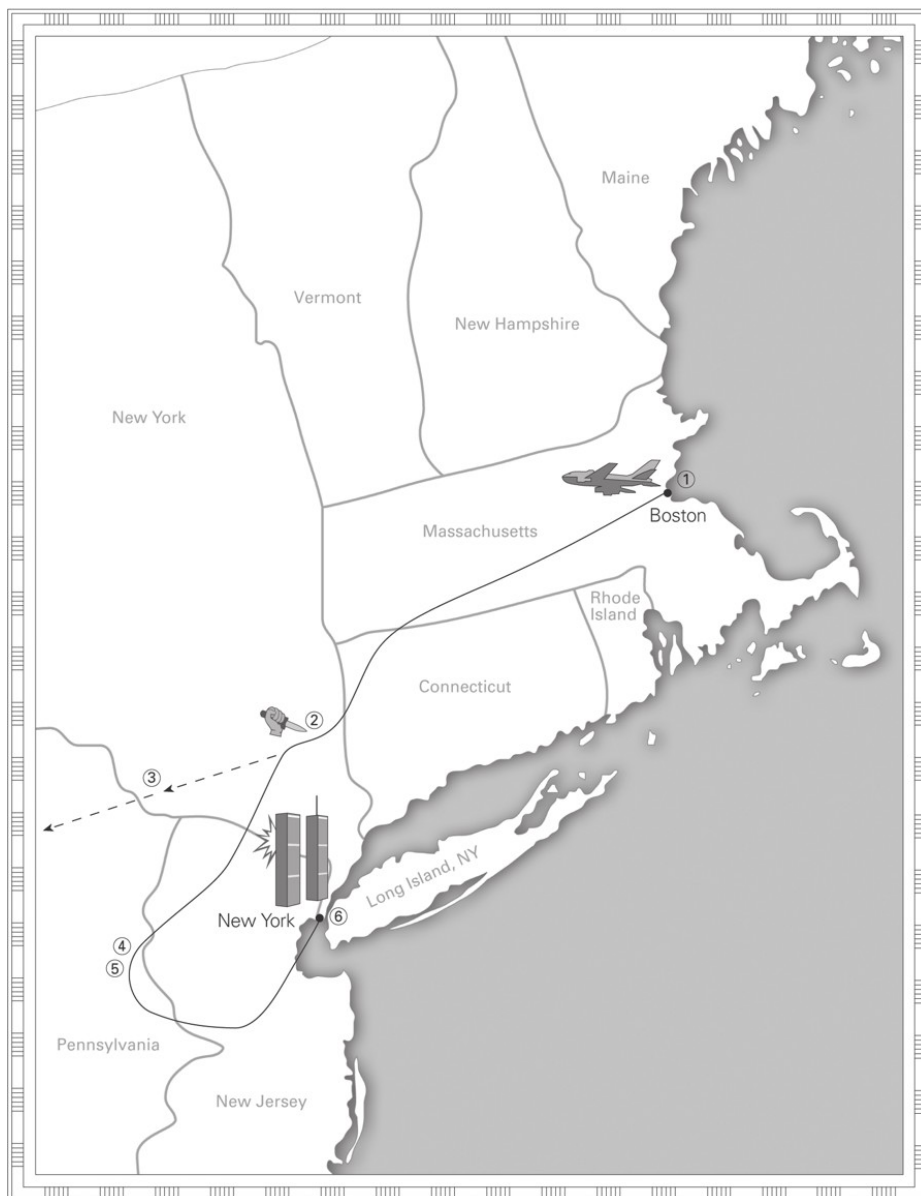 Maine
Vermont
New Hampshire
New York
①
Boston
Massachusetts
Rhode
Island
Connecticut
②
③
Long Island, NY
New York
⑥
④
⑤
Pennsylvania
New Jersey